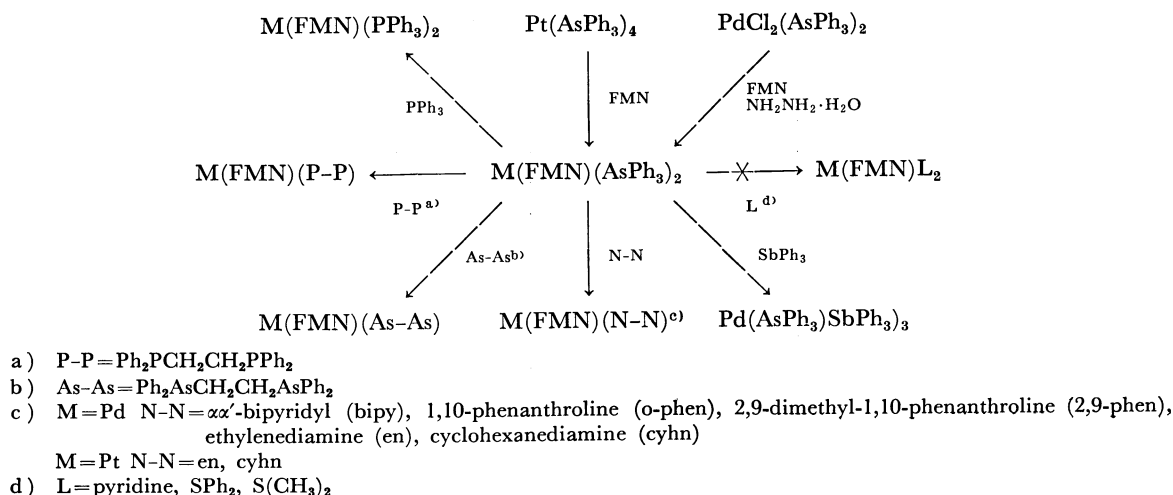 M(FMN)(PPh₃)₂ Pt(AsPh₃)₄ PdCl₂(AsPh₃)₂
PPh₃ FMN FMN
NH₂NH₂·H₂O
M(FMN)(P-P) M(FMN)(AsPh₃)₂ M(FMN)L₂
P-P a) L d)
As-As b) N-N SbPh₃
M(FMN)(As-As) M(FMN)(N-N) c) Pd(AsPh₃)SbPh₃)₃
a) P-P=Ph₂PCH₂CH₂PPh₂
b) As-As=Ph₂AsCH₂CH₂AsPh₂
c) M=Pd N-N=αα′-bipyridyl (bipy), 1,10-phenanthroline (o-phen), 2,9-dimethyl-1,10-phenanthroline (2,9-phen),
ethylenediamine (en), cyclohexanediamine (cyhn)
M=Pt N-N=en, cyhn
d) L=pyridine, SPh₂, S(CH₃)₂